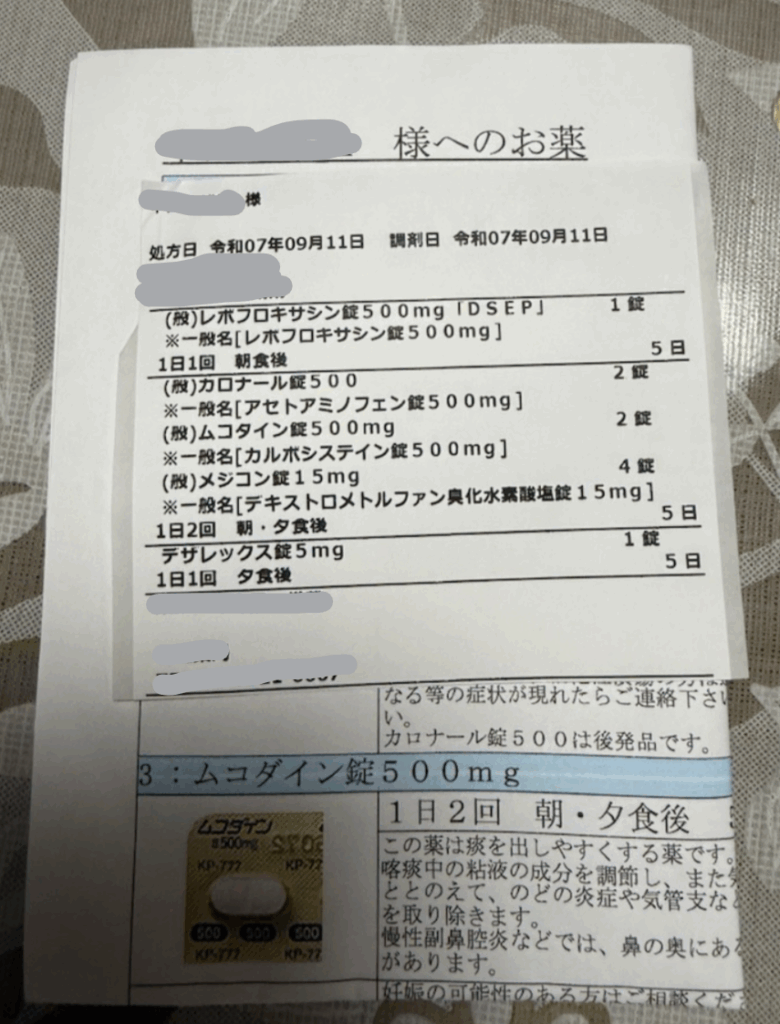 様へのお薬
様
処方日 令和07年09月11日 調剤日 令和07年09月11日
(般)レボフロキサシン錠500mg「DSEP」 1錠
※一般名[レボフロキサシン錠500mg]
1日1回 朝食後 5日
(般)カロナール錠500 2錠
※一般名[アセトアミノフェン錠500mg]
(般)ムコダイン錠500mg 2錠
※一般名[カルボシステイン錠500mg]
(般)メジコン錠15mg 4錠
※一般名[デキストロメトルファン臭化水素酸塩錠15mg]
1日2回 朝・夕食後 5日
デザレックス錠5mg 1錠
1日1回 夕食後 5日
なる等の症状が現れたらご連絡下さい
い。
カロナール錠500は後発品です。
3:ムコダイン錠500mg
1日2回 朝・夕食後
ムコダイン
錠500mg
KP-777 KP-77
500 500 500
KP-777 KP-77
この薬は痰を出しやすくする薬です。
喀痰中の粘液の成分を調節し、また
ととのえて、のどの炎症や気管支な
を取り除きます。
慢性副鼻腔炎などでは、鼻の奥にある
があります。
妊娠の可能性のある方はご相談くだ